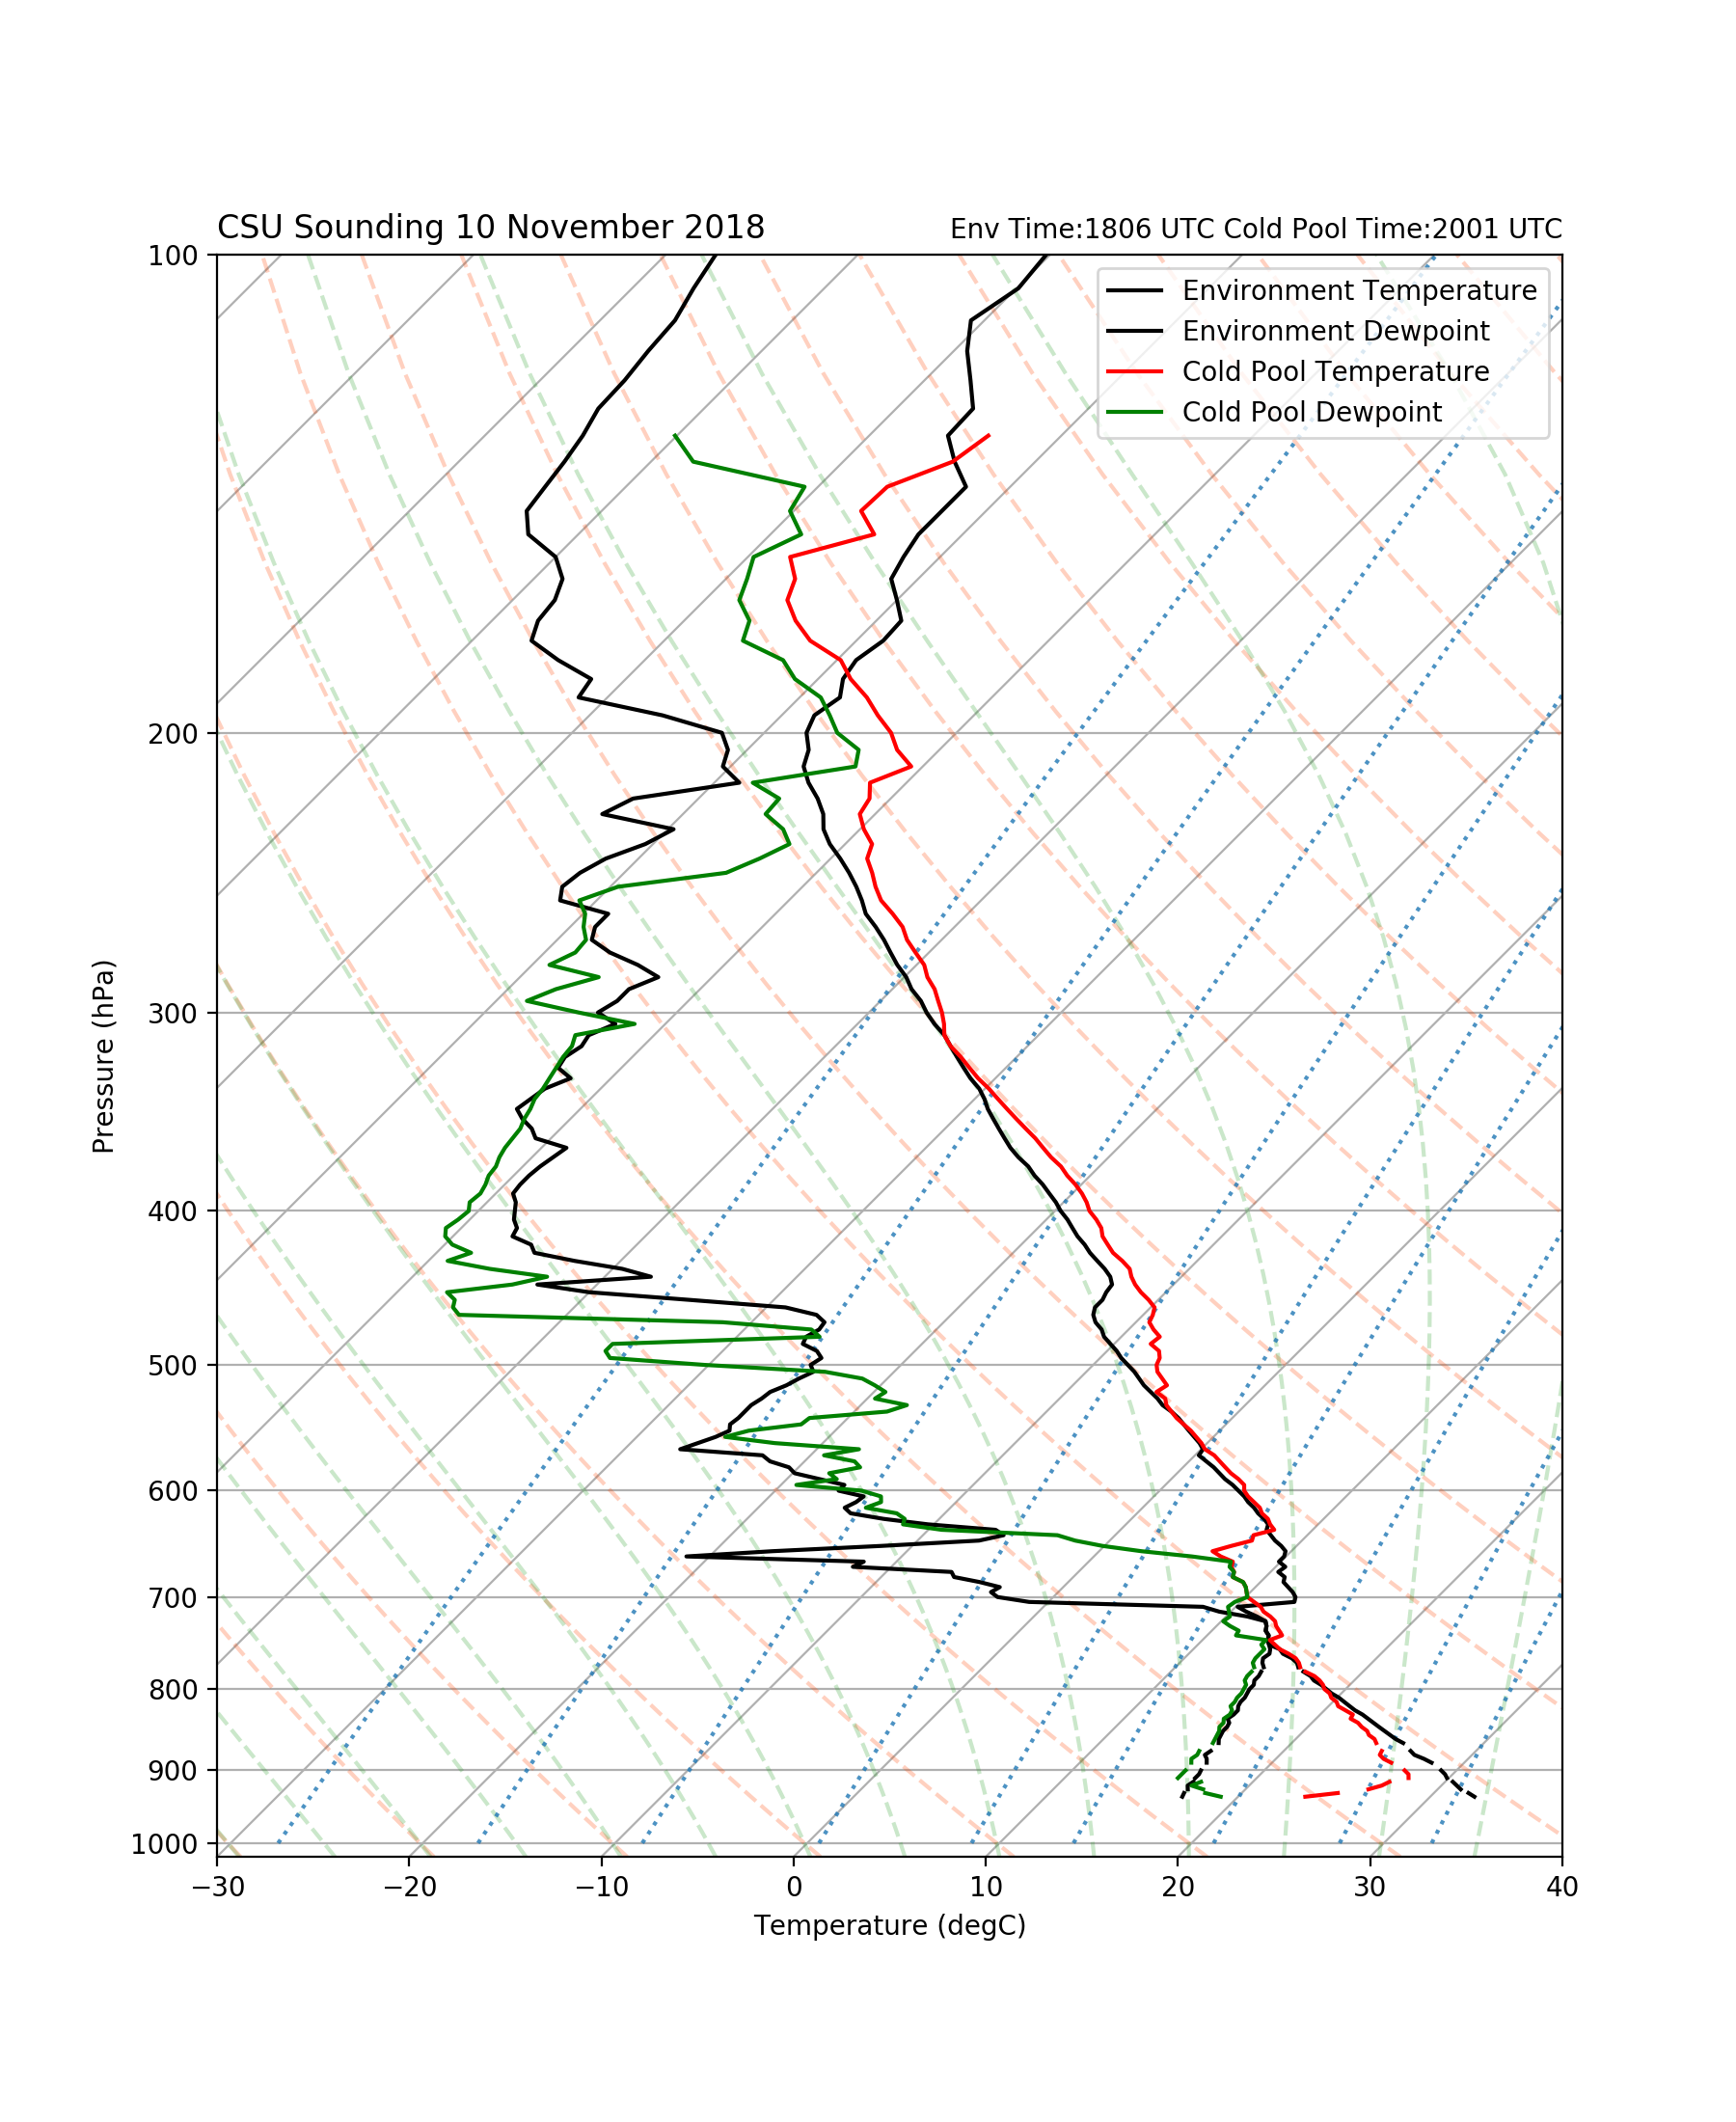 CSU Sounding 10 November 2018
Env Time:1806 UTC Cold Pool Time:2001 UTC
Environment Temperature
Environment Dewpoint
Cold Pool Temperature
Cold Pool Dewpoint
Pressure (hPa)
100
200
300
400
500
600
700
800
900
1000
−30
−20
−10
0
10
20
30
40
Temperature (degC)